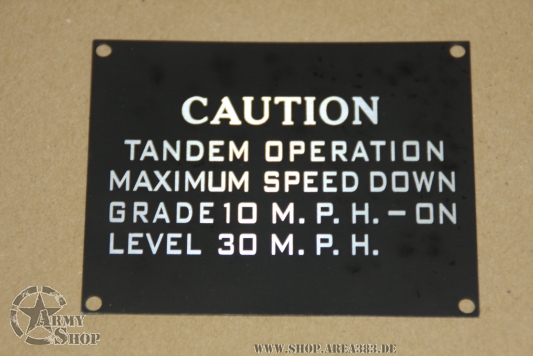 CAUTION
TANDEM OPERATION
MAXIMUM SPEED DOWN
GRADE 10 M. P. H. – ON
LEVEL 30 M. P. H.
ARMY
SHOP
WWW.SHOP.AREA383.DE